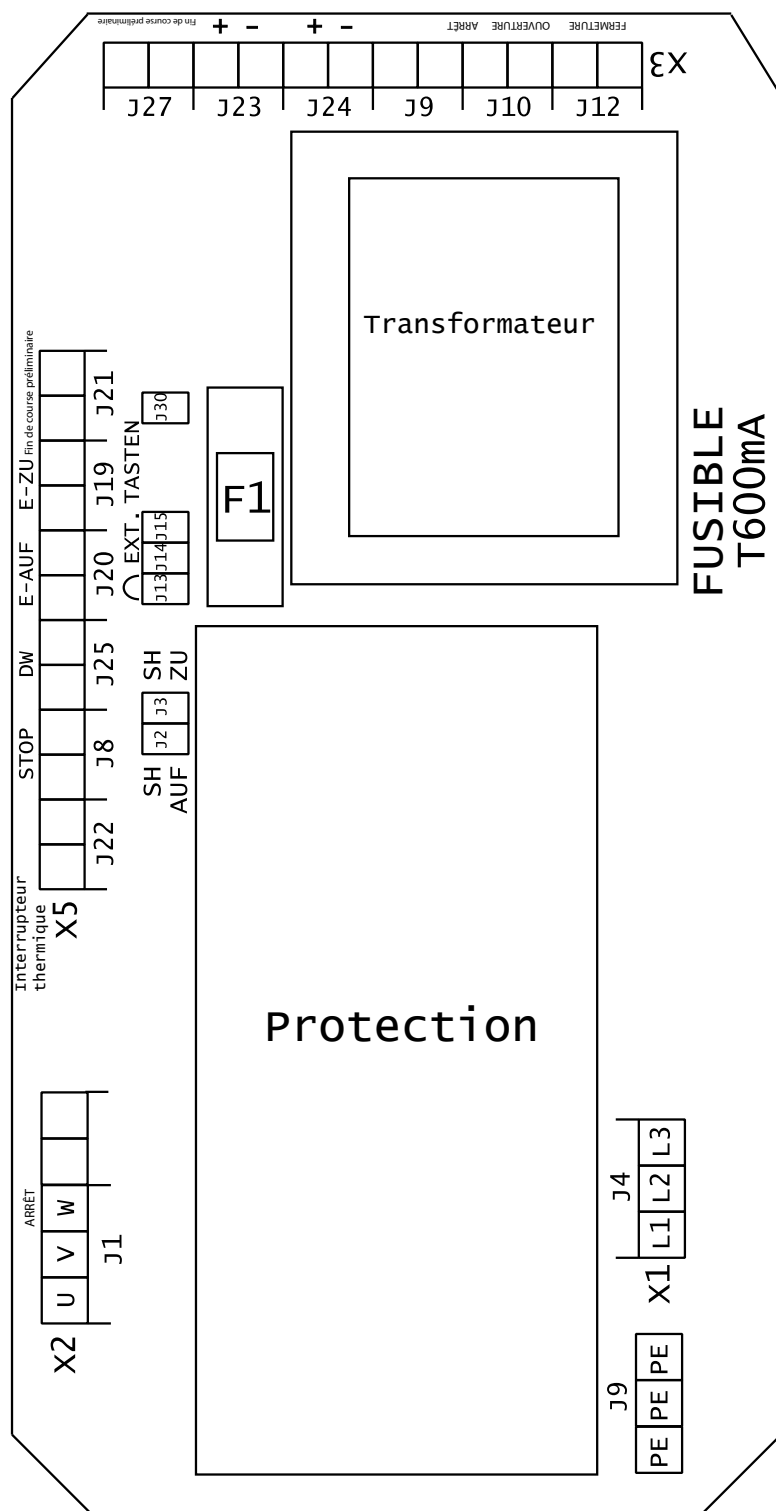 Fin de course préliminaire
+ − + −
ARRÊT OUVERTURE FERMETURE
X3
J27 J23 J24 J9 J10 J12
Transformateur
FUSIBLE
T600mA
F1
Fin de course préliminaire
E-ZU
E-AUF
DW
STOP
J21
J19
J20
J25
J8
J22
J30
EXT. TASTEN
J15
J14
J13
SH
ZU
J3
J2
SH
AUF
Interrupteur
thermique
X5
Protection
ARRÊT
U V W
J1
X2
J4
L1 L2 L3
X1
J9
PE PE PE